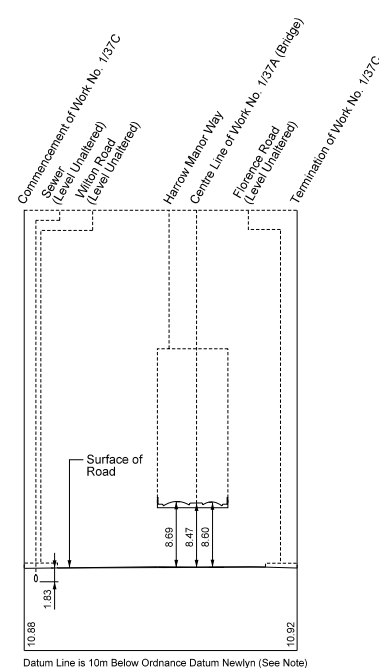 Commencement of Work No. 1/37C
Sewer
(Level Unaltered)
Wilton Road
(Level Unaltered)
Harrow Manor Way
Centre Line of Work No. 1/37A (Bridge)
Florence Road
(Level Unaltered)
Termination of Work No. 1/37C
Surface of
Road
8.69
8.47
8.60
1.83
10.88
10.92
Datum Line is 10m Below Ordnance Datum Newlyn (See Note)